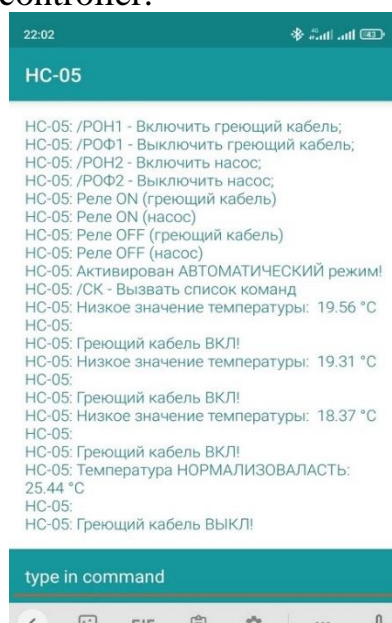 controller.
22:02
4G
43
HC-05
HC-05: /РОН1 - Включить греющий кабель;
HC-05: /РОФ1 - Выключить греющий кабель;
HC-05: /РОН2 - Включить насос;
HC-05: /РОФ2 - Выключить насос;
HC-05: Реле ON (греющий кабель)
HC-05: Реле ON (насос)
HC-05: Реле OFF (греющий кабель)
HC-05: Реле OFF (насос)
HC-05: Активирован АВТОМАТИЧЕСКИЙ режим!
HC-05: /СК - Вызвать список команд
HC-05: Низкое значение температуры: 19.56 °C
HC-05:
HC-05: Греющий кабель ВКЛ!
HC-05: Низкое значение температуры: 19.31 °C
HC-05:
HC-05: Греющий кабель ВКЛ!
HC-05: Низкое значение температуры: 18.37 °C
HC-05:
HC-05: Греющий кабель ВКЛ!
HC-05: Температура НОРМАЛИЗОВАЛАСТЬ:
25.44 °C
HC-05:
HC-05: Греющий кабель ВЫКЛ!
type in command